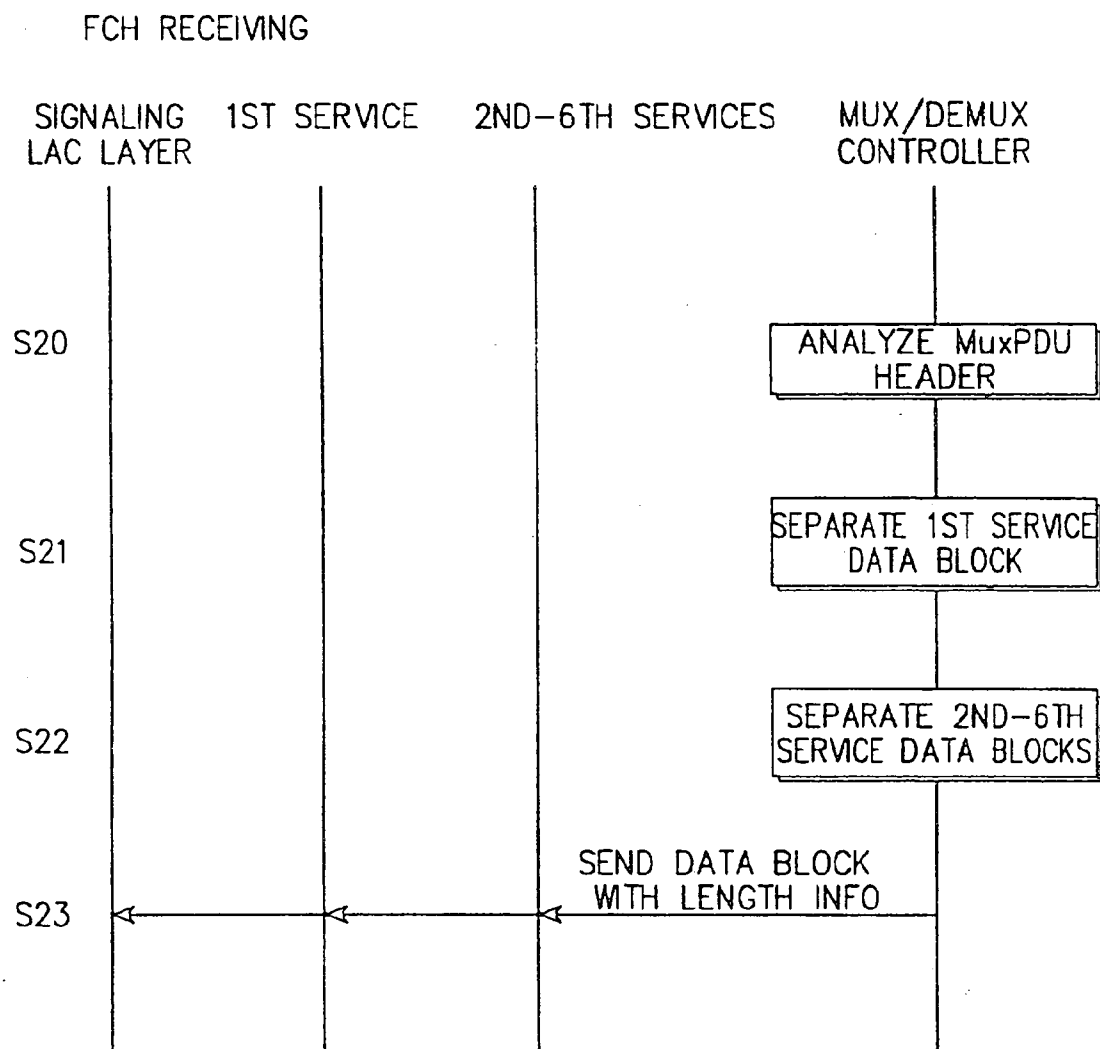 FCH RECEIVING
SIGNALING
LAC LAYER
1ST SERVICE
2ND-6TH SERVICES
MUX/DEMUX
CONTROLLER
S20
ANALYZE MuxPDU
HEADER
S21
SEPARATE 1ST SERVICE
DATA BLOCK
S22
SEPARATE 2ND-6TH
SERVICE DATA BLOCKS
SEND DATA BLOCK
WITH LENGTH INFO
S23